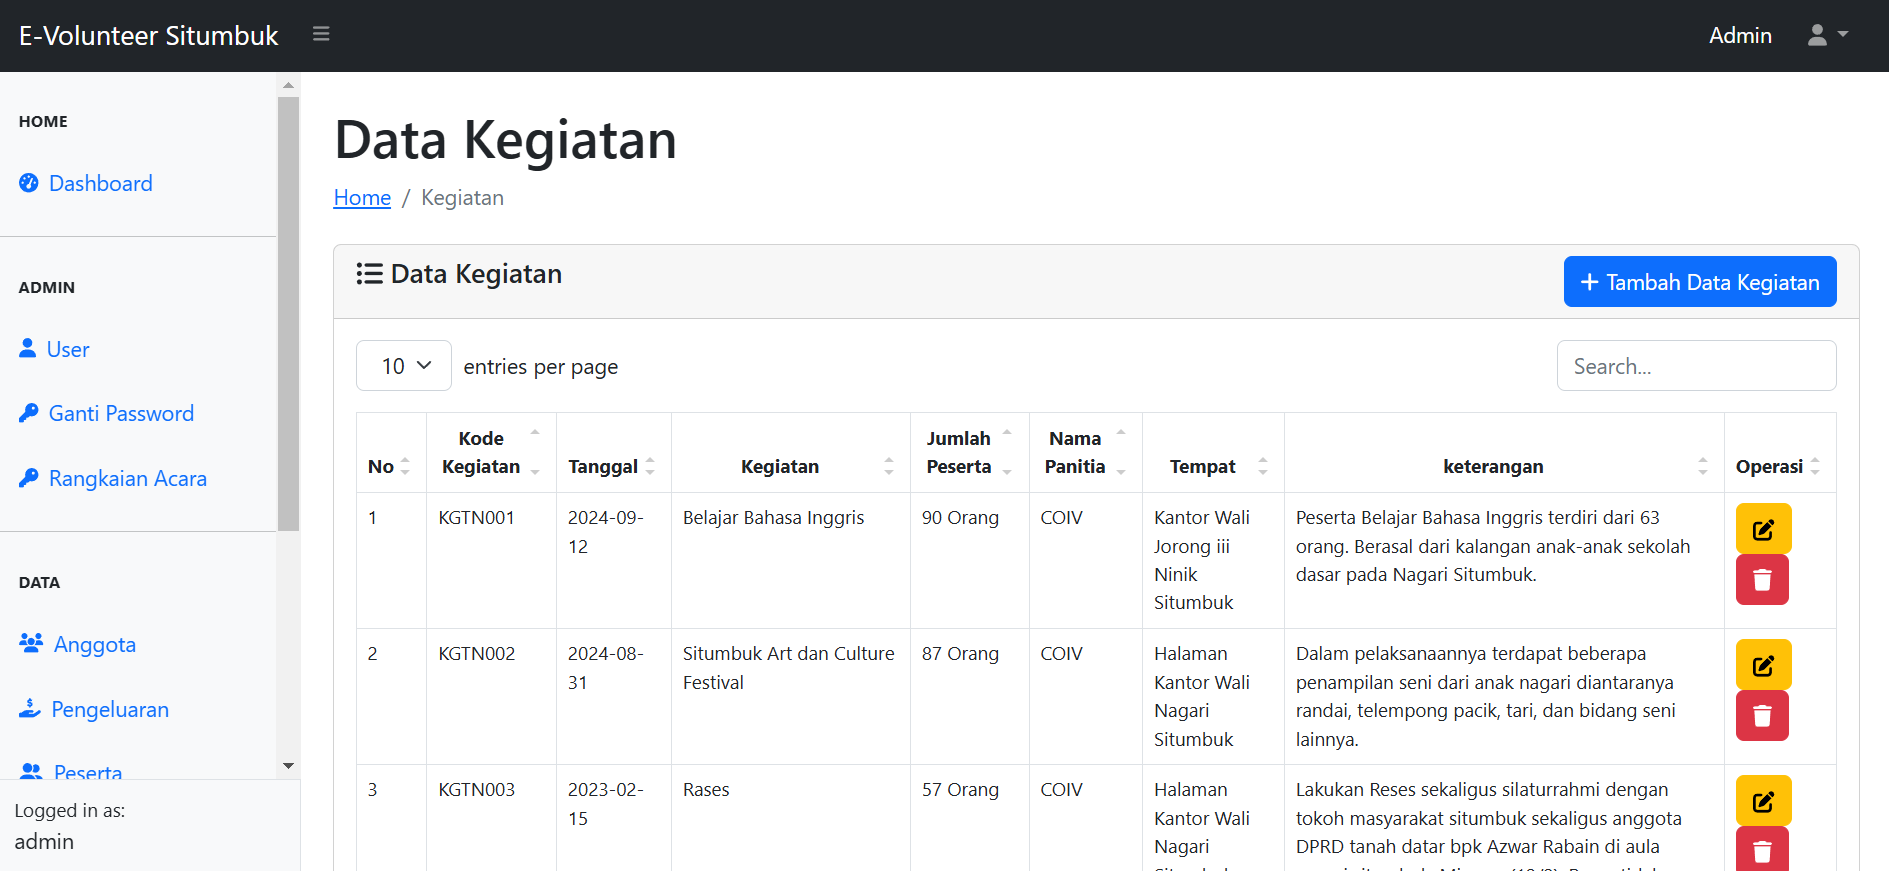 E-Volunteer Situmbuk
Admin
HOME
Dashboard
ADMIN
User
Ganti Password
Rangkaian Acara
DATA
Anggota
Pengeluaran
Peserta
Logged in as:
admin
Data Kegiatan
Home / Kegiatan
Data Kegiatan
+ Tambah Data Kegiatan
10 entries per page
Search...
No
Kode
Kegiatan
Tanggal
Kegiatan
Jumlah
Peserta
Nama
Panitia
Tempat
keterangan
Operasi
1
KGTN001
2024-09-
12
Belajar Bahasa Inggris
90 Orang
COIV
Kantor Wali
Jorong iii
Ninik
Situmbuk
Peserta Belajar Bahasa Inggris terdiri dari 63
orang. Berasal dari kalangan anak-anak sekolah
dasar pada Nagari Situmbuk.
2
KGTN002
2024-08-
31
Situmbuk Art dan Culture
Festival
87 Orang
COIV
Halaman
Kantor Wali
Nagari
Situmbuk
Dalam pelaksanaannya terdapat beberapa
penampilan seni dari anak nagari diantaranya
randai, telempong pacik, tari, dan bidang seni
lainnya.
3
KGTN003
2023-02-
15
Rases
57 Orang
COIV
Halaman
Kantor Wali
Nagari
Lakukan Reses sekaligus silaturrahmi dengan
tokoh masyarakat situmbuk sekaligus anggota
DPRD tanah datar bpk Azwar Rabain di aula